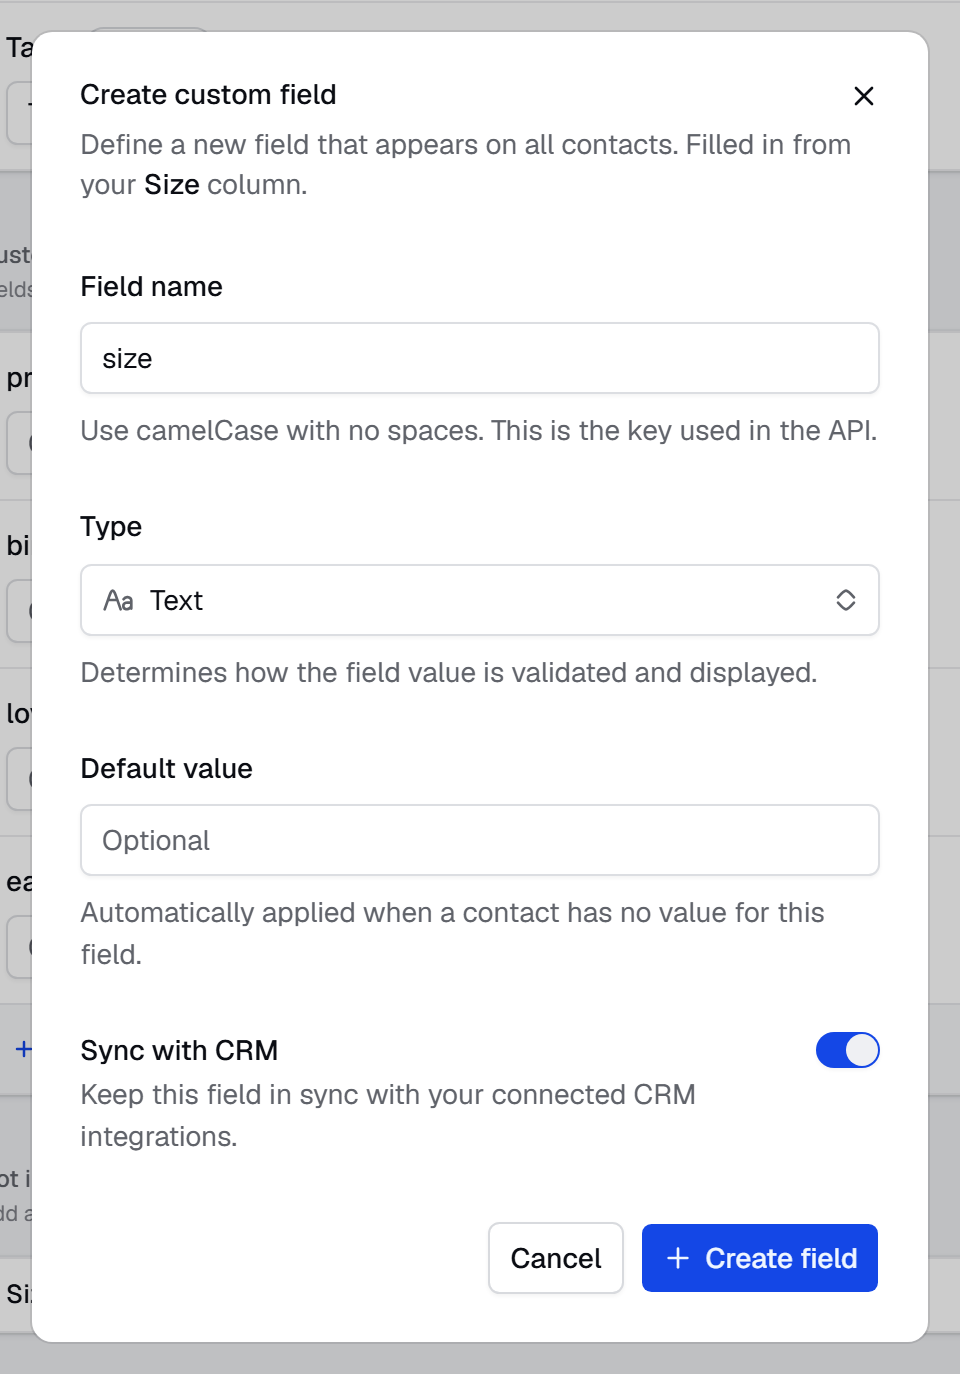 Create custom field
Define a new field that appears on all contacts. Filled in from
your Size column.
Field name
size
Use camelCase with no spaces. This is the key used in the API.
Type
Aa Text
Determines how the field value is validated and displayed.
Default value
Optional
Automatically applied when a contact has no value for this
field.
Sync with CRM
Keep this field in sync with your connected CRM
integrations.
Cancel
+ Create field